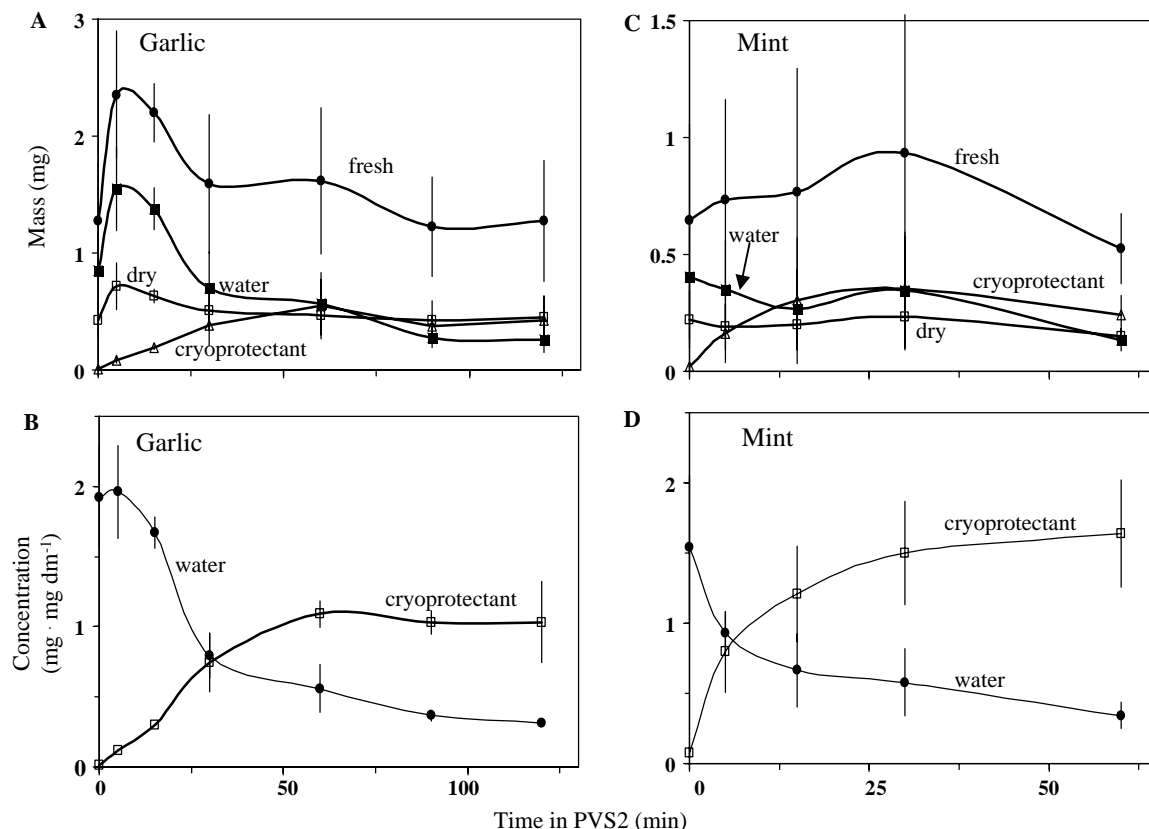 A
Garlic
3
2
1
0
Mass (mg)
fresh
dry
water
cryoprotectant
C
Mint
1.5
1
0.5
0
fresh
water
cryoprotectant
dry
B
Garlic
2
1
0
Concentration
(mg · mg dm-1)
water
cryoprotectant
0
50
100
D
Mint
2
1
0
cryoprotectant
water
0
25
50
Time in PVS2 (min)